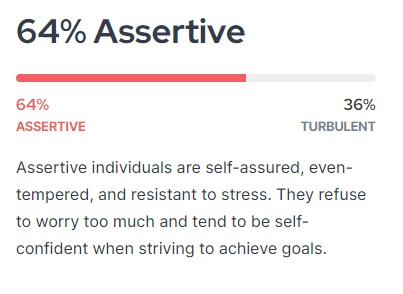 64% Assertive
64% 36%
ASSERTIVE TURBULENT
Assertive individuals are self-assured, even-
tempered, and resistant to stress. They refuse
to worry too much and tend to be self-
confident when striving to achieve goals.